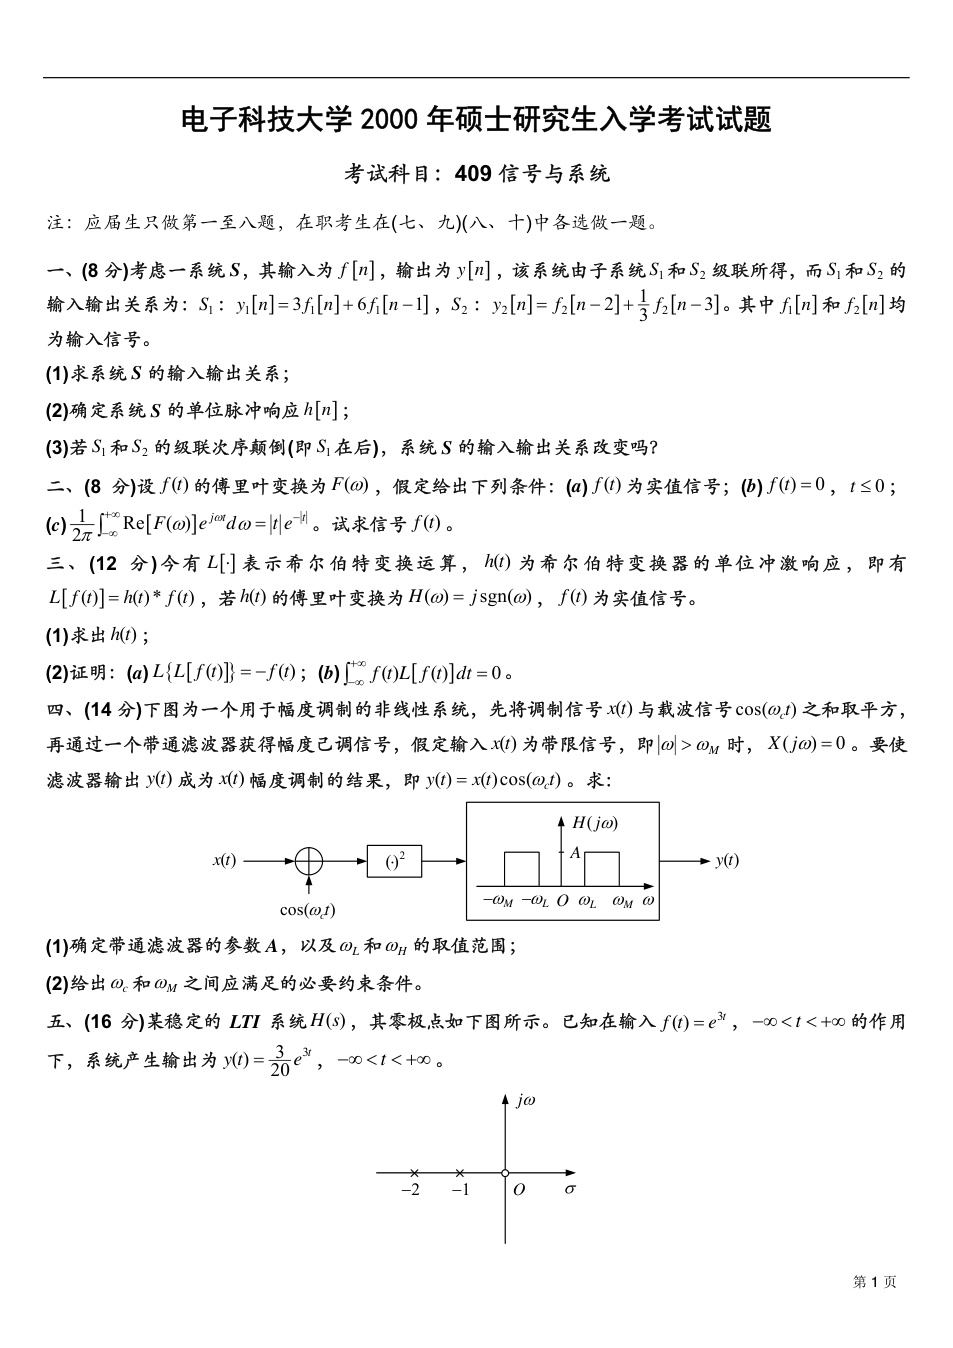 电子科技大学 2000 年硕士研究生入学考试试题
考试科目：409 信号与系统
注：应届生只做第一至八题，在职考生在(七、九)(八、十)中各选做一题。
一、(8 分)考虑一系统 S，其输入为 f[n]，输出为 y[n]，该系统由子系统 S₁ 和 S₂ 级联所得，而 S₁ 和 S₂ 的
输入输出关系为：S₁：y₁[n]=3f₁[n]+6f₁[n−1]，S₂：y₂[n]=f₂[n−2]+1/3 f₂[n−3]。其中 f₁[n] 和 f₂[n] 均
为输入信号。
(1)求系统 S 的输入输出关系；
(2)确定系统 S 的单位脉冲响应 h[n]；
(3)若 S₁ 和 S₂ 的级联次序颠倒(即 S₁ 在后)，系统 S 的输入输出关系改变吗？
二、(8 分)设 f(t) 的傅里叶变换为 F(ω)，假定给出下列条件：(a) f(t) 为实值信号；(b) f(t)=0，t≤0；
(c) 1/2π ∫_{−∞}^{+∞} Re[F(ω)]e^{jωt}dω=|t|e^{−|t|}。试求信号 f(t)。
三、(12 分)今有 L[·] 表示希尔伯特变换运算，h(t) 为希尔伯特变换器的单位冲激响应，即有
L[f(t)]=h(t)*f(t)，若 h(t) 的傅里叶变换为 H(ω)=jsgn(ω)，f(t) 为实值信号。
(1)求出 h(t)；
(2)证明：(a) L{L[f(t)]}=−f(t)；(b) ∫_{−∞}^{+∞} f(t)L[f(t)]dt=0。
四、(14 分)下图为一个用于幅度调制的非线性系统，先将调制信号 x(t) 与载波信号 cos(ω_c t) 之和取平方，
再通过一个带通滤波器获得幅度已调信号，假定输入 x(t) 为带限信号，即 |ω|>ω_M 时，X(jω)=0。要使
滤波器输出 y(t) 成为 x(t) 幅度调制的结果，即 y(t)=x(t)cos(ω_c t)。求：
H(jω)
x(t) (·)² A y(t)
−ω_M −ω_L O ω_L ω_M ω
cos(ω_c t)
(1)确定带通滤波器的参数 A，以及 ω_L 和 ω_H 的取值范围；
(2)给出 ω_c 和 ω_M 之间应满足的必要约束条件。
五、(16 分)某稳定的 LTI 系统 H(s)，其零极点如下图所示。已知在输入 f(t)=e^{3t}，−∞<t<+∞ 的作用
下，系统产生输出为 y(t)=3/20 e^{3t}，−∞<t<+∞。
jω
−2 −1 O σ
第 1 页